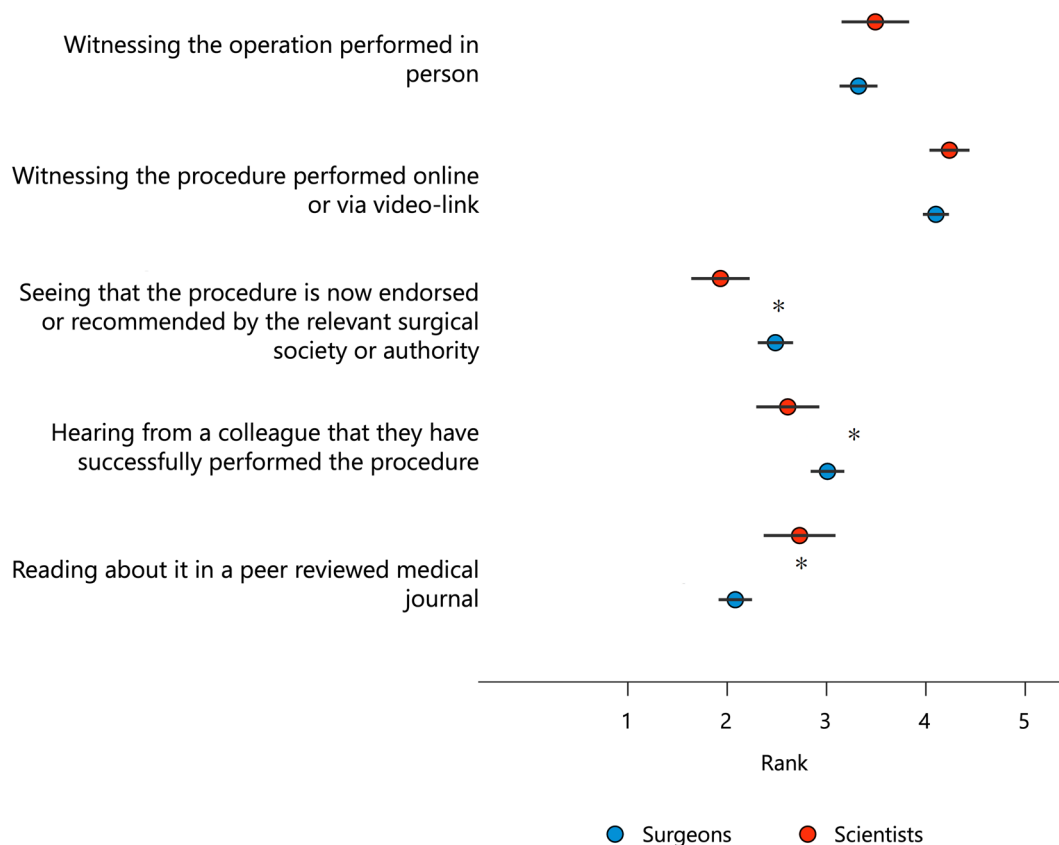 Witnessing the operation performed in
person
Witnessing the procedure performed online
or via video-link
Seeing that the procedure is now endorsed
or recommended by the relevant surgical
society or authority
*
Hearing from a colleague that they have
successfully performed the procedure
*
Reading about it in a peer reviewed medical
journal
*
1 2 3 4 5
Rank
Surgeons Scientists